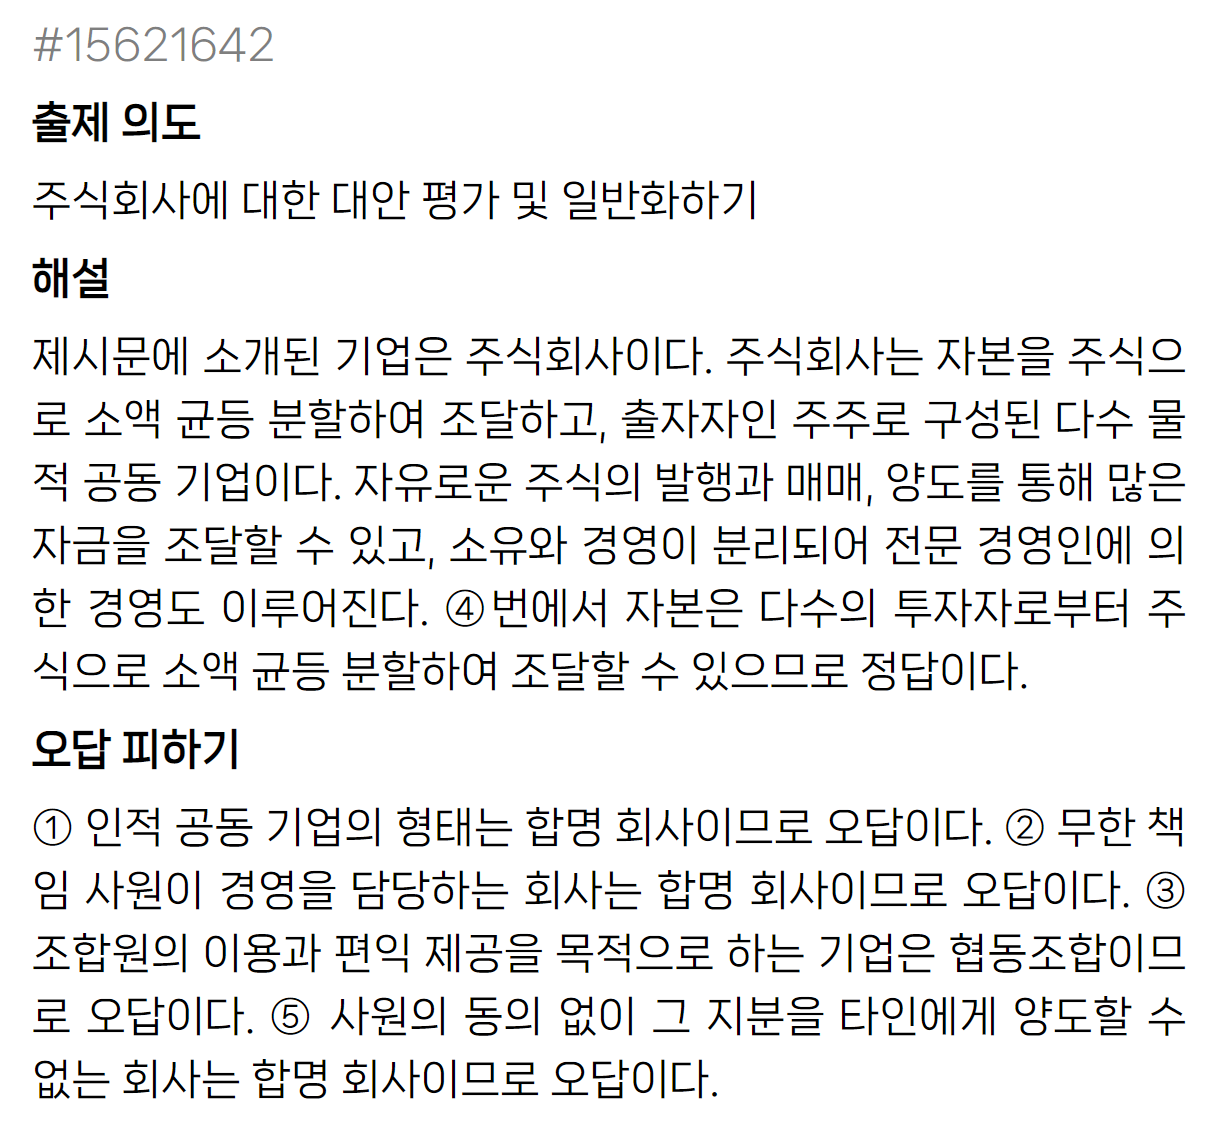 #15621642
출제 의도
주식회사에 대한 대안 평가 및 일반화하기
해설
제시문에 소개된 기업은 주식회사이다. 주식회사는 자본을 주식으
로 소액 균등 분할하여 조달하고, 출자자인 주주로 구성된 다수 물
적 공동 기업이다. 자유로운 주식의 발행과 매매, 양도를 통해 많은
자금을 조달할 수 있고, 소유와 경영이 분리되어 전문 경영인에 의
한 경영도 이루어진다. ④번에서 자본은 다수의 투자자로부터 주
식으로 소액 균등 분할하여 조달할 수 있으므로 정답이다.
오답 피하기
① 인적 공동 기업의 형태는 합명 회사이므로 오답이다. ② 무한 책
임 사원이 경영을 담당하는 회사는 합명 회사이므로 오답이다. ③
조합원의 이용과 편익 제공을 목적으로 하는 기업은 협동조합이므
로 오답이다. ⑤ 사원의 동의 없이 그 지분을 타인에게 양도할 수
없는 회사는 합명 회사이므로 오답이다.